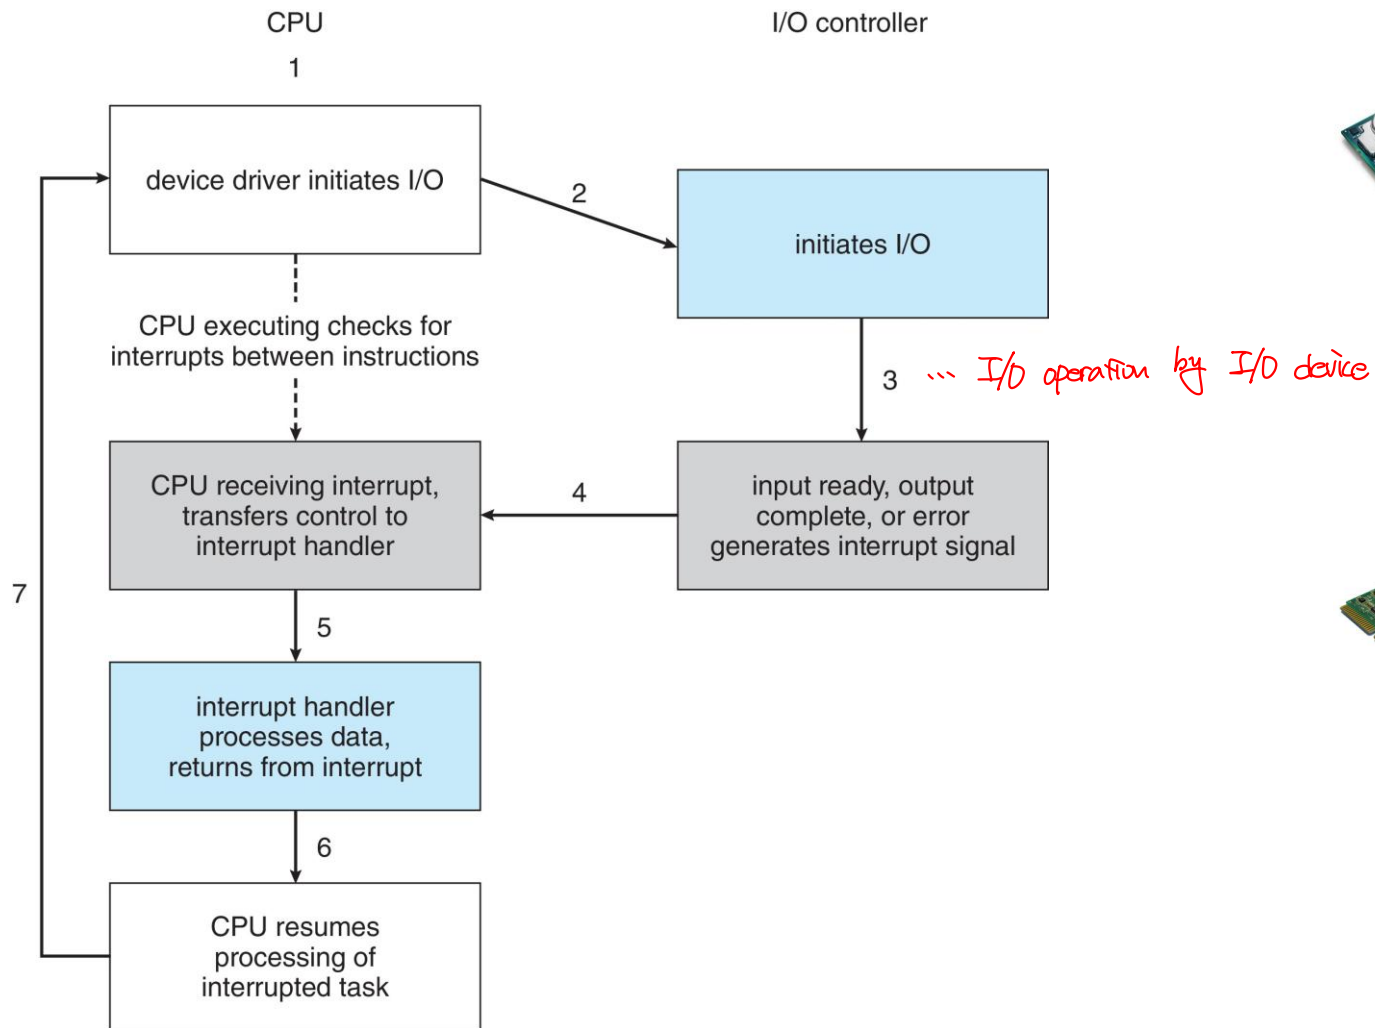 CPU
I/O controller
1
device driver initiates I/O
2
initiates I/O
CPU executing checks for
interrupts between instructions
3
... I/O operation by I/O device
CPU receiving interrupt,
transfers control to
interrupt handler
4
input ready, output
complete, or error
generates interrupt signal
7
5
interrupt handler
processes data,
returns from interrupt
6
CPU resumes
processing of
interrupted task